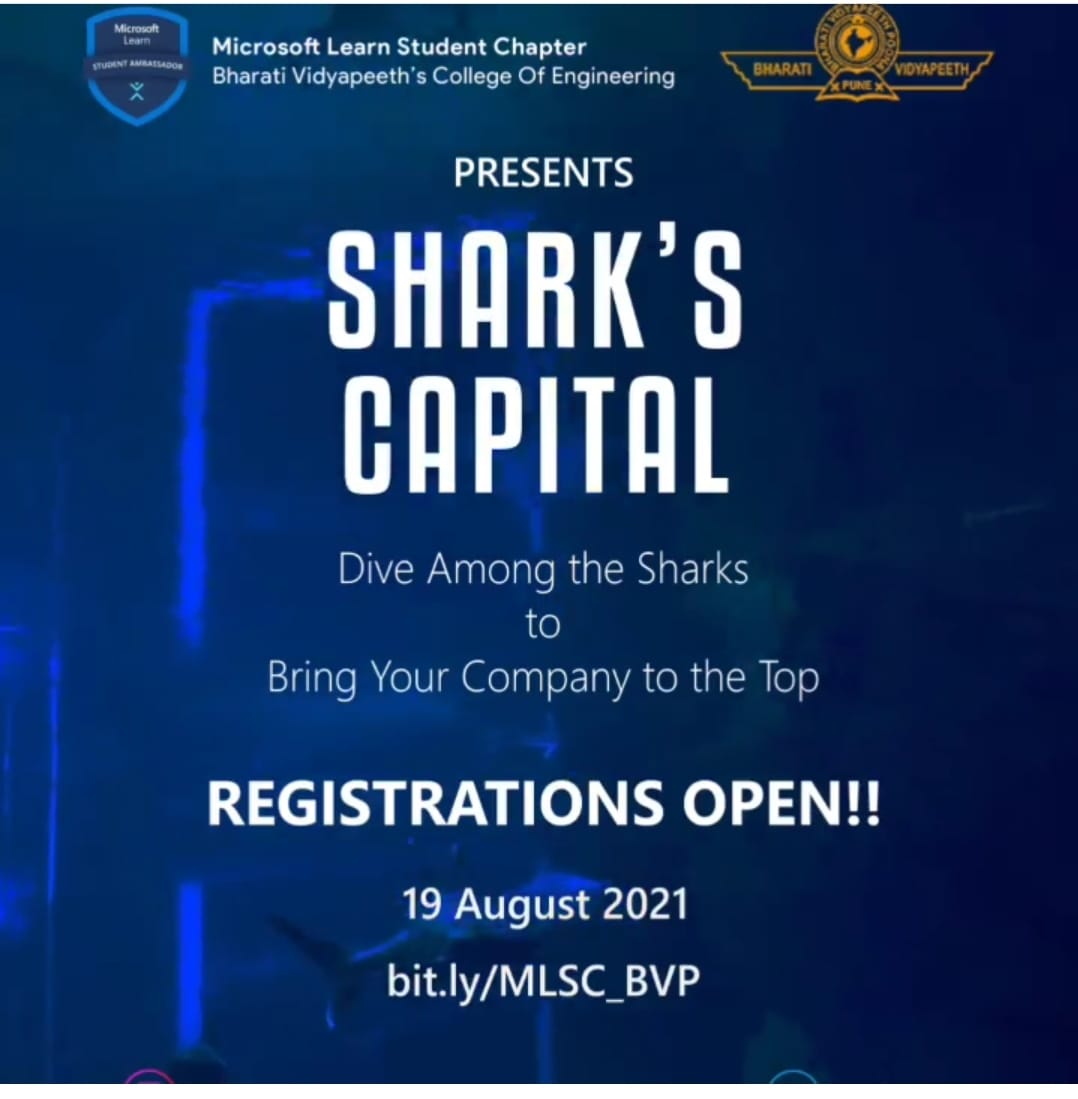 Microsoft
Learn
STUDENT AMBASSADOR
Microsoft Learn Student Chapter
Bharati Vidyapeeth's College Of Engineering
BHARATI VIDYAPEETH
PUNE
PRESENTS
SHARK'S
CAPITAL
Dive Among the Sharks
to
Bring Your Company to the Top
REGISTRATIONS OPEN!!
19 August 2021
bit.ly/MLSC_BVP